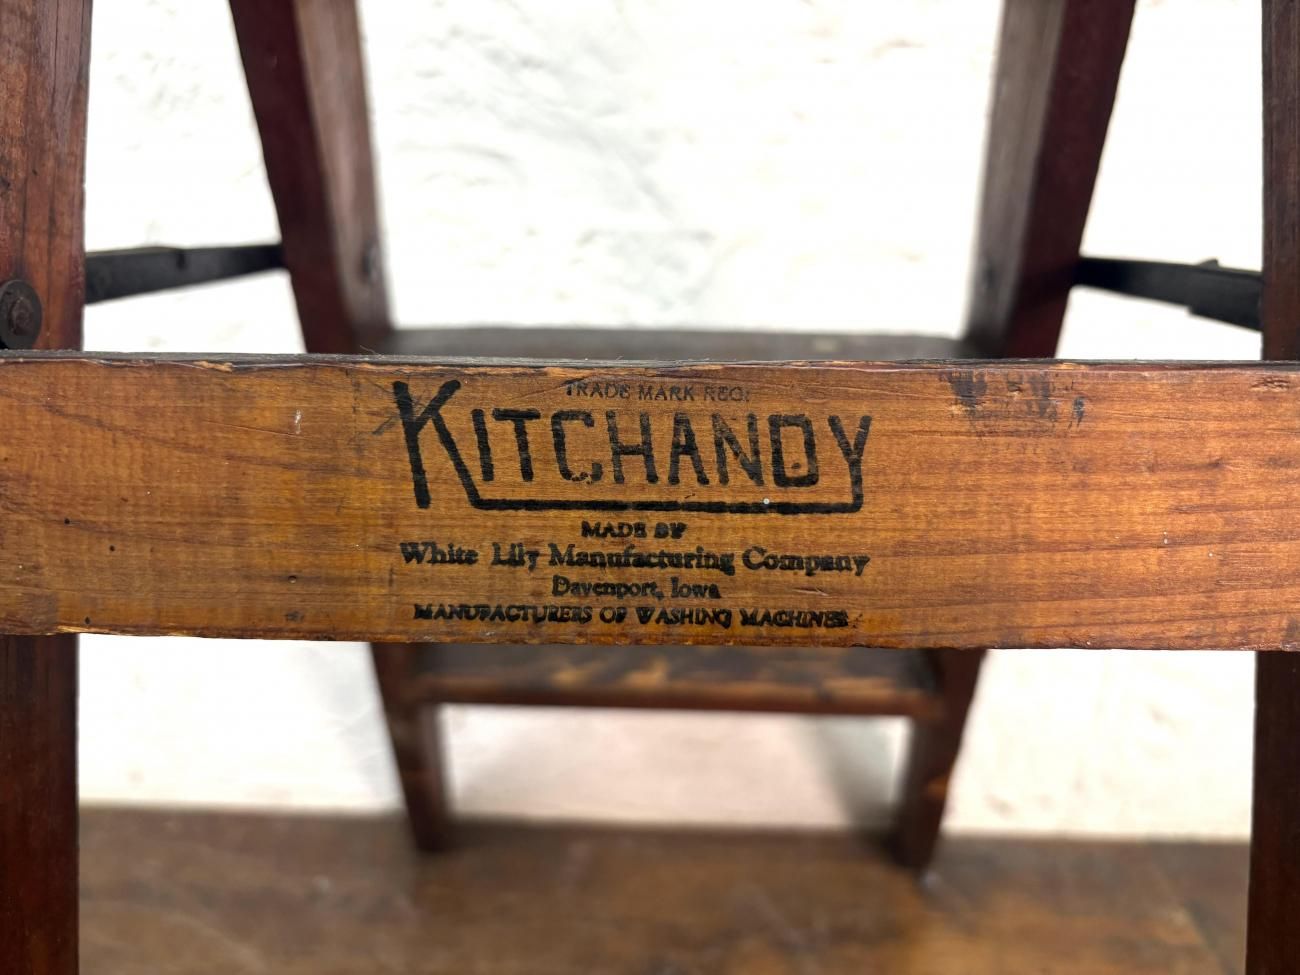 TRADE MARK REG.
KITCHANDY
MADE BY
White Lily Manufacturing Company
Davenport, Iowa
MANUFACTURERS OF WASHING MACHINES